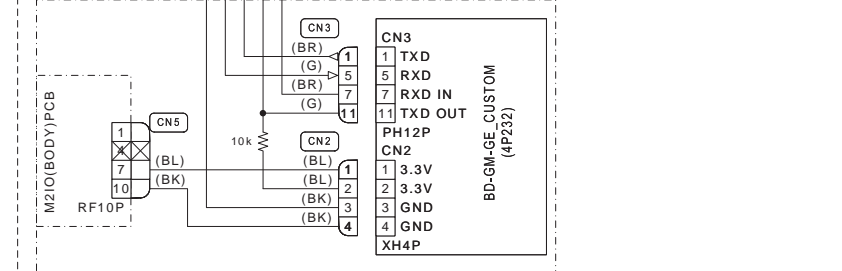 CN3
CN3
(BR)
1
1 TXD
(G)
5
5 RXD
(BR)
7
7 RXD IN
(G)
11
11 TXD OUT
PH12P
BD-GM-GE_CUSTOM
(4P232)
M2IO(BODY)PCB
CN5
1
4
7
(BL)
10
(BK)
RF10P
10k
CN2
CN2
(BL)
1
1 3.3V
(BL)
2
2 3.3V
(BK)
3
3 GND
(BK)
4
4 GND
XH4P